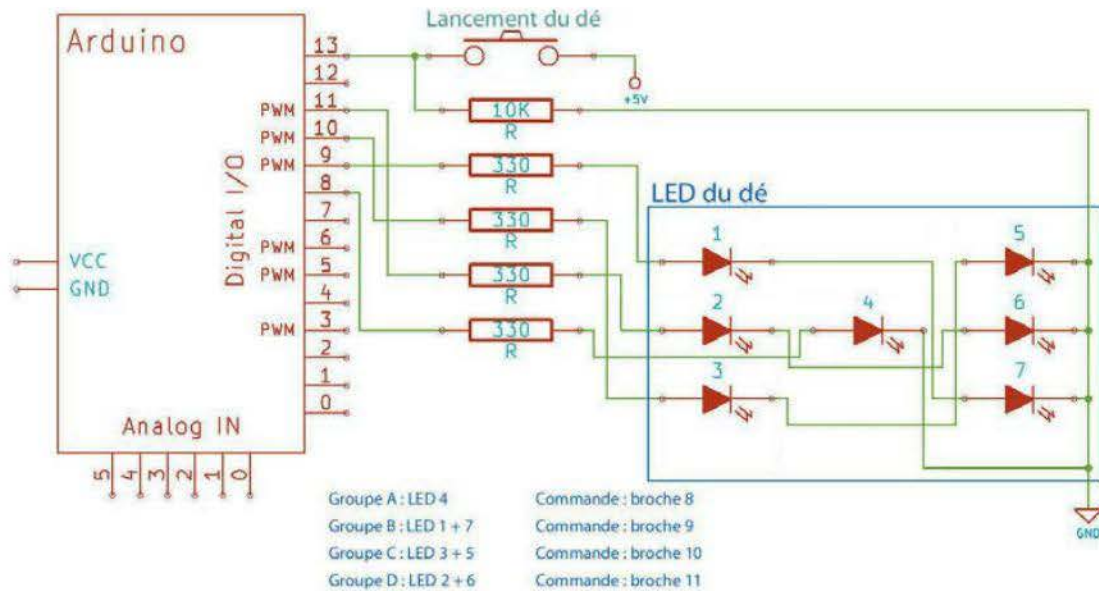 Lancement du dé
Arduino
13
12
PWM 11
PWM 10
PWM 9
8
7
PWM 6
PWM 5
4
PWM 3
2
1
0
Digital I/O
VCC
GND
Analog IN
5 4 3 2 1 0
+5V
10K
R
330
R
330
R
330
R
330
R
LED du dé
1
5
2
4
6
3
7
GND
Groupe A : LED 4 Commande : broche 8
Groupe B : LED 1 + 7 Commande : broche 9
Groupe C : LED 3 + 5 Commande : broche 10
Groupe D : LED 2 + 6 Commande : broche 11